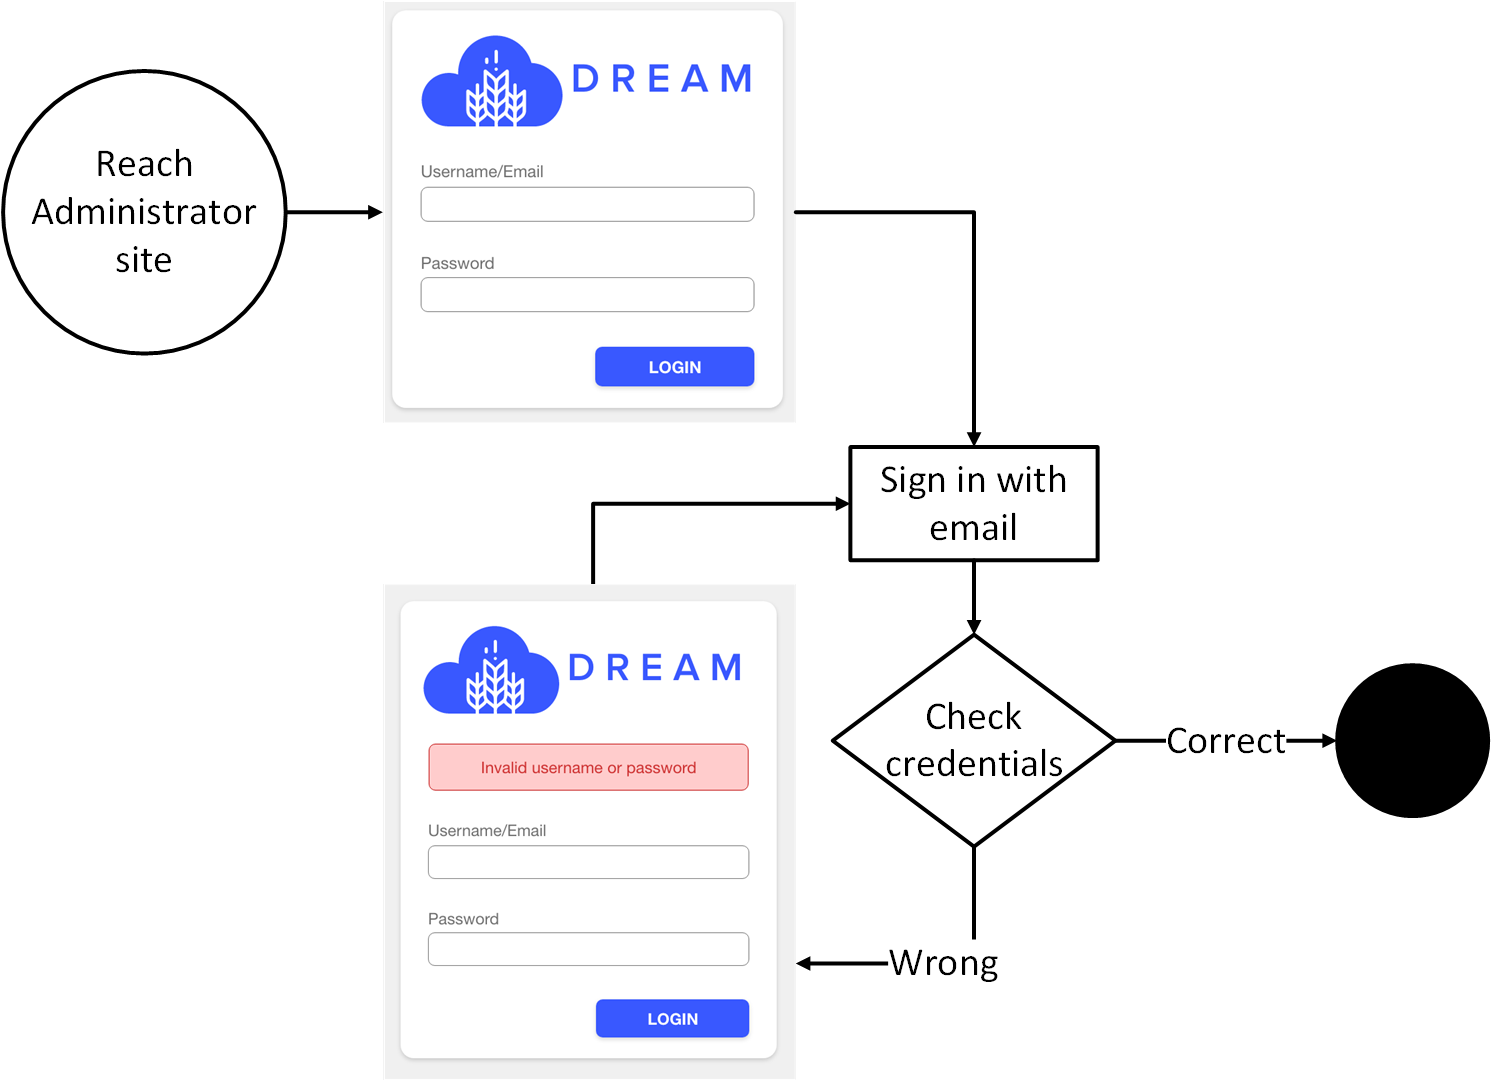 Reach
Administrator
site
DREAM
Username/Email
Password
LOGIN
Sign in with
email
Check
credentials
Correct
Wrong
DREAM
Invalid username or password
Username/Email
Password
LOGIN